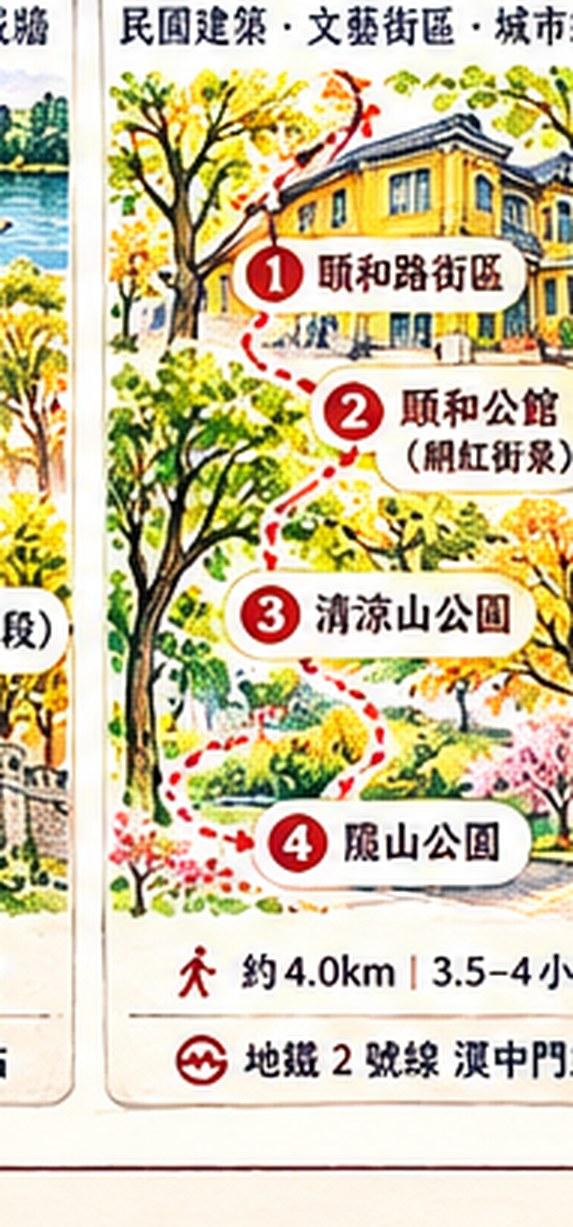 民國建築·文藝街區·城市
1 頤和路街區
2 頤和公館
(網紅街景)
3 清涼山公園
段)
4 山公園
約4.0km | 3.5–4小
地鐵 2 號線 漢中門